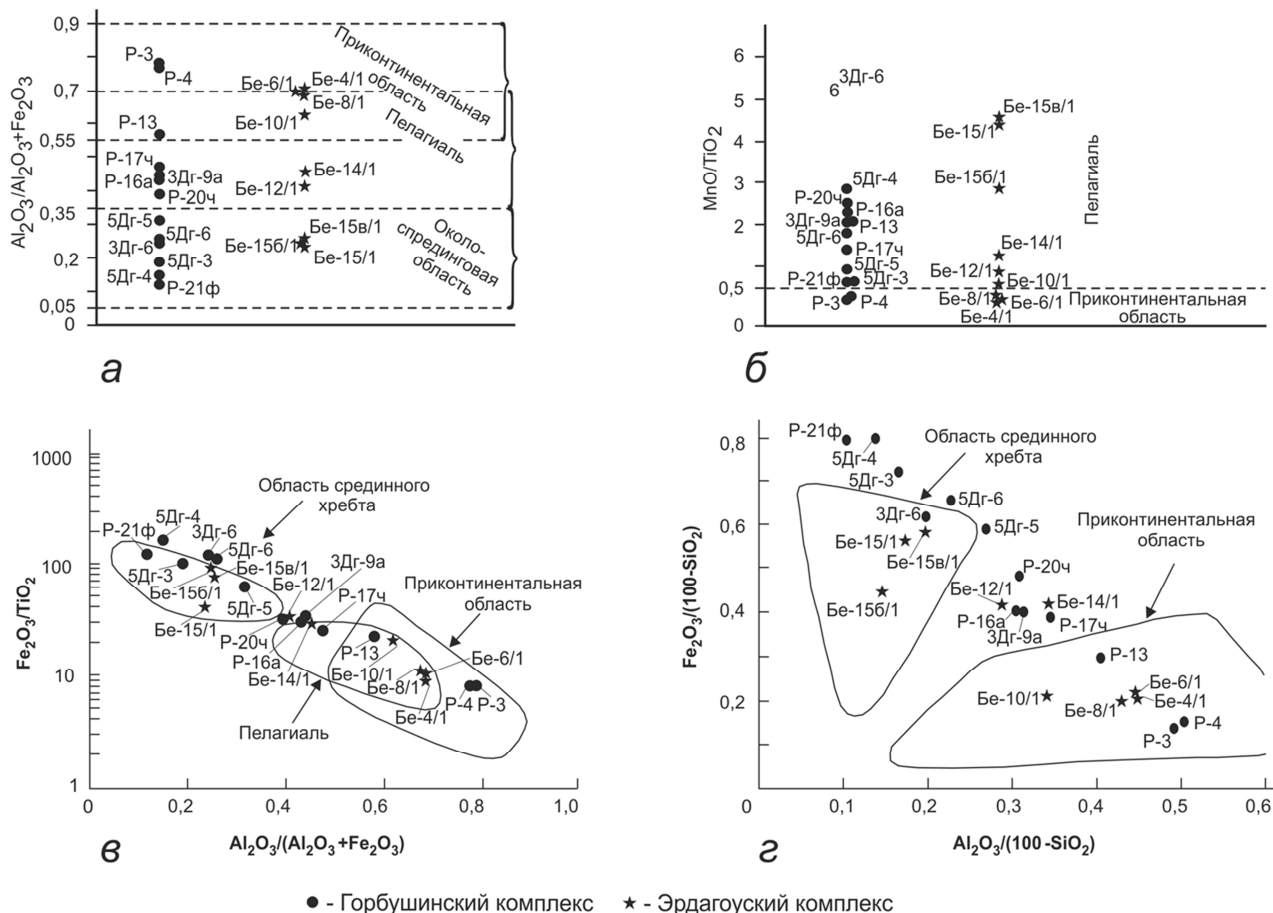 0,9
0,7
0,55
0,35
0,2
0,05
0
Al₂O₃/Al₂O₃+Fe₂O₃
Р-3
Р-4
Р-13
Р-17ч
Р-16а
3Дг-9а
Р-20ч
5Дг-5
5Дг-6
3Дг-6
5Дг-3
5Дг-4
Р-21ф
Бе-6/1
Бе-4/1
Бе-8/1
Бе-10/1
Бе-14/1
Бе-12/1
Бе-15в/1
Бе-15б/1
Бе-15/1
Приконтинентальная
область
Пелагиаль
Около-
спрединговая
область
а
6
5
4
3
2
1
0,5
0
MnO/TiO₂
3Дг-6
6
5Дг-4
Р-20ч
Р-16а
3Дг-9а
Р-13
5Дг-6
Р-17ч
5Дг-5
Р-21ф
5Дг-3
Р-3
Р-4
Бе-15в/1
Бе-15/1
Бе-15б/1
Бе-14/1
Бе-12/1
Бе-10/1
Бе-8/1
Бе-6/1
Бе-4/1
Пелагиаль
Приконтинентальная
область
б
1000
100
10
1
Fe₂O₃/TiO₂
Область срединного
хребта
5Дг-4
Р-21ф
3Дг-6
5Дг-6
5Дг-3
Бе-15в/1
Бе-15б/1
5Дг-5
Бе-15/1
Бе-12/1
3Дг-9а
Р-17ч
Р-20ч
Р-16а
Бе-14/1
Приконтинентальная
область
Р-13
Бе-10/1
Бе-6/1
Бе-8/1
Бе-4/1
Р-4
Р-3
Пелагиаль
0
0,2
0,4
0,6
0,8
1,0
Al₂O₃/(Al₂O₃+Fe₂O₃)
в
0,8
0,6
0,4
0,2
Fe₂O₃/(100-SiO₂)
Р-21ф
5Дг-4
5Дг-3
Область срединного
хребта
5Дг-6
3Дг-6
5Дг-5
Бе-15/1
Бе-15в/1
Бе-15б/1
Приконтинентальная
область
Р-20ч
Бе-12/1
Бе-14/1
Р-16а
3Дг-9а
Р-17ч
Р-13
Бе-10/1
Бе-6/1
Бе-8/1
Бе-4/1
Р-4
Р-3
0
0,1
0,2
0,3
0,4
0,5
0,6
Al₂O₃/(100-SiO₂)
г
● - Горбушинский комплекс ★ - Эрдагоуский комплекс